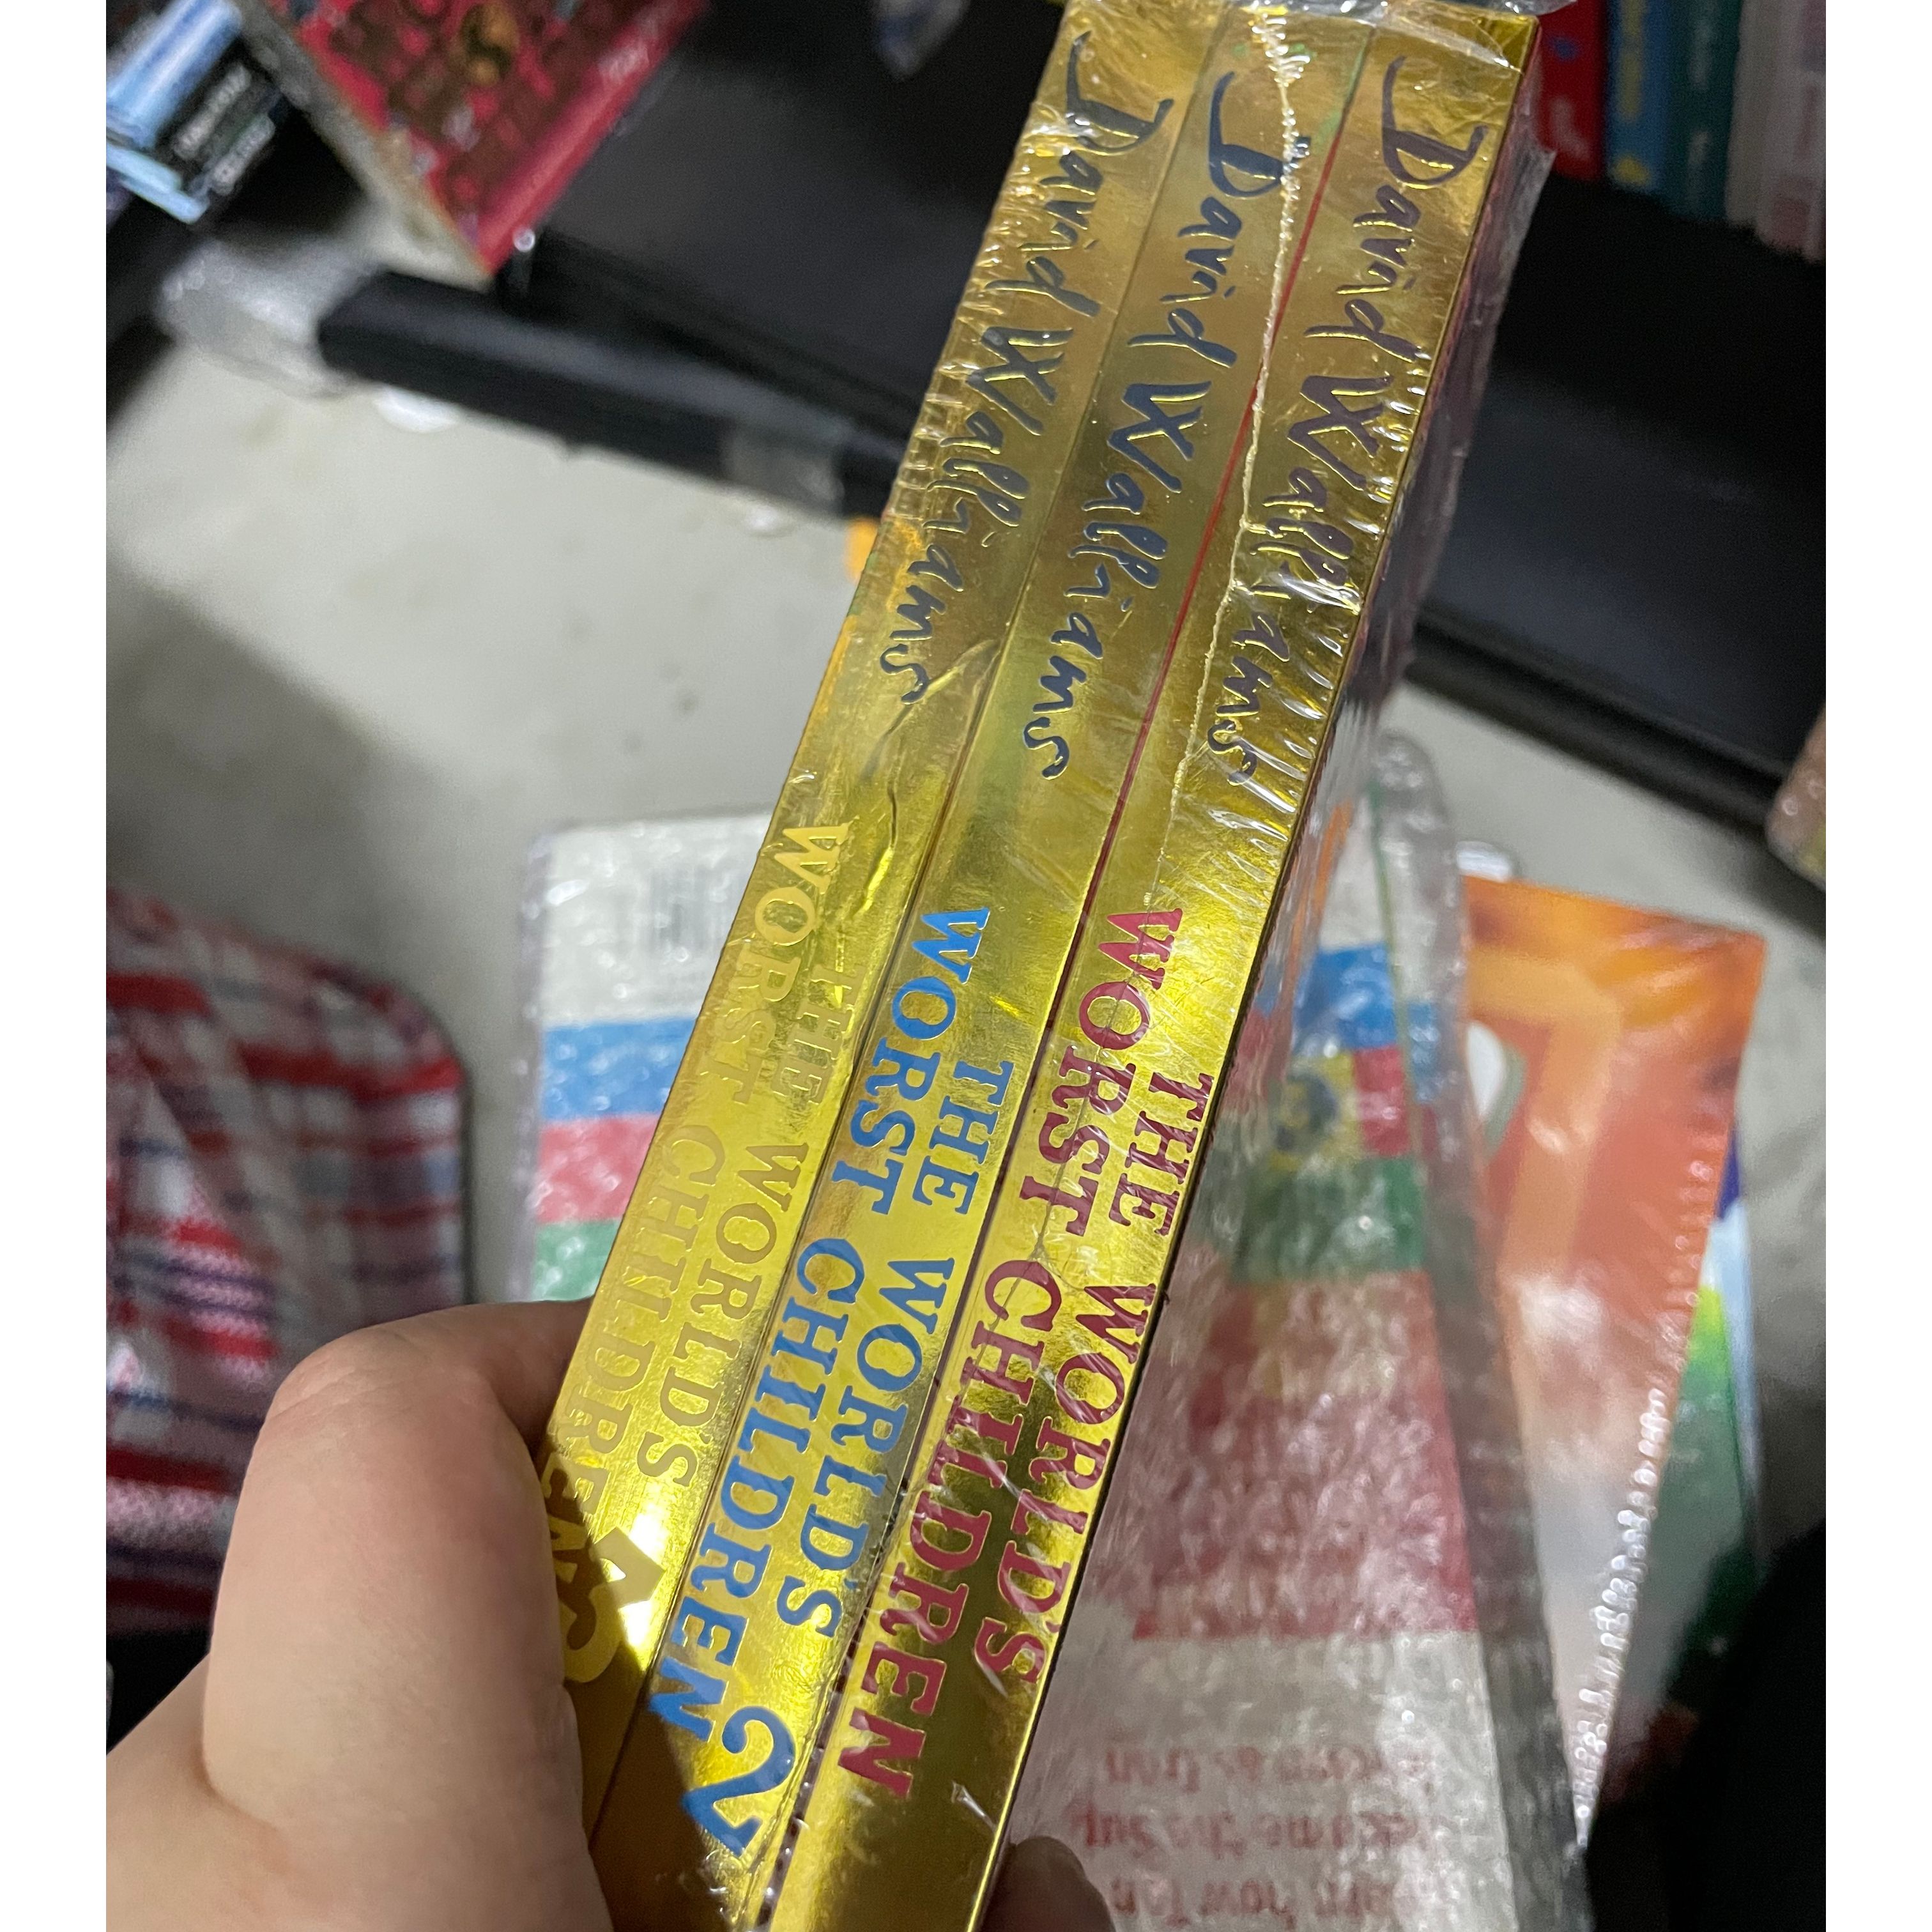 David Walliams
THE WORLD'S
WORST CHILDREN
David Walliams
THE WORLD'S
WORST CHILDREN 2
David Walliams
THE WORLD'S
WORST CHILDREN 3